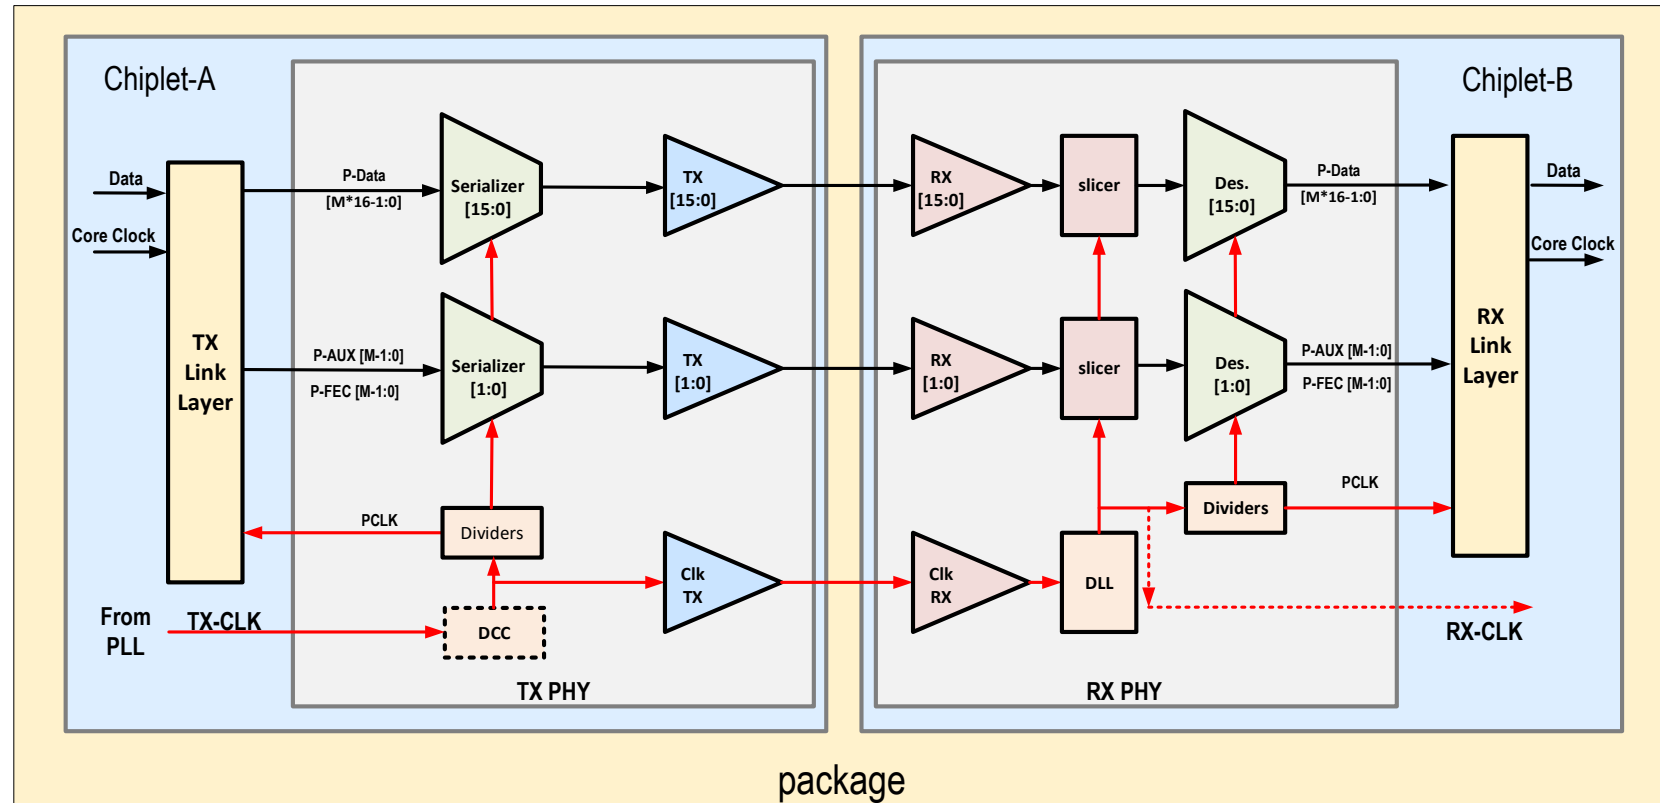 Chiplet-A
Chiplet-B
Data
Core Clock
TX
Link
Layer
P-Data
[M*16-1:0]
Serializer
[15:0]
TX
[15:0]
RX
[15:0]
slicer
Des.
[15:0]
P-Data
[M*16-1:0]
Data
Core Clock
P-AUX [M-1:0]
P-FEC [M-1:0]
Serializer
[1:0]
TX
[1:0]
RX
[1:0]
slicer
Des.
[1:0]
P-AUX [M-1:0]
P-FEC [M-1:0]
RX
Link
Layer
PCLK
Dividers
Dividers
PCLK
From
PLL
TX-CLK
DCC
Clk
TX
Clk
RX
DLL
RX-CLK
TX PHY
RX PHY
package